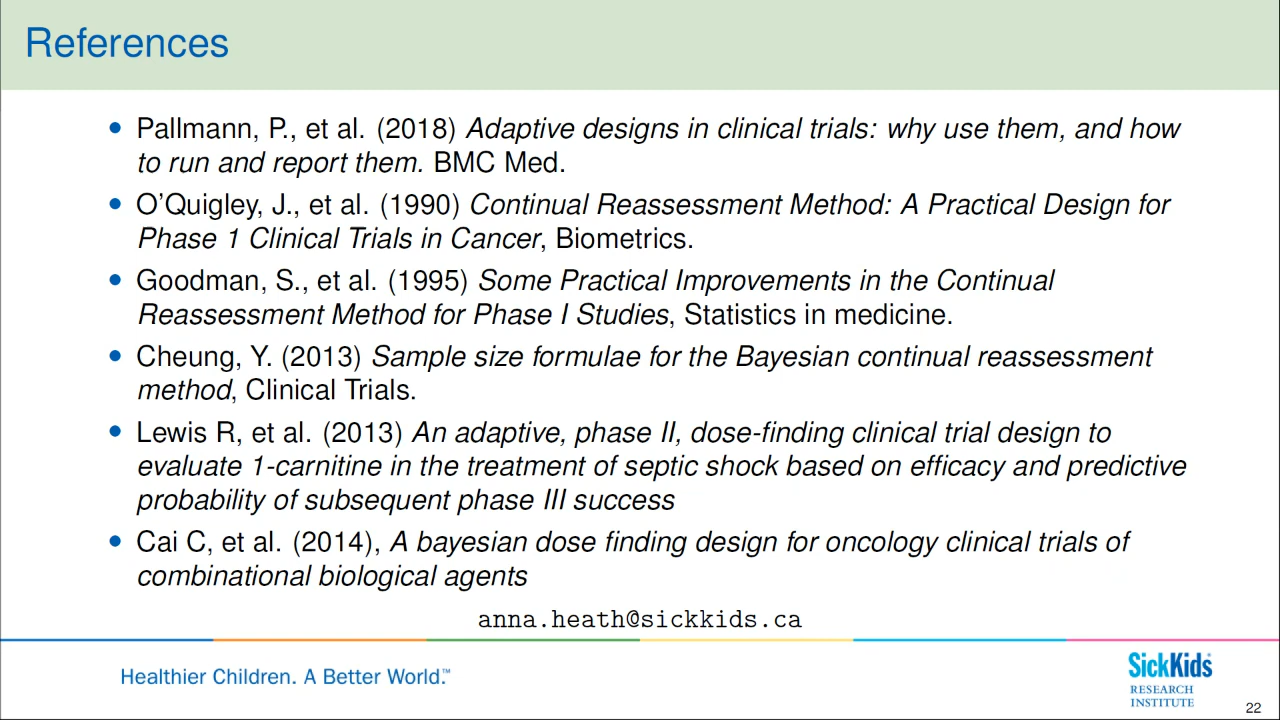 References
• Pallmann, P., et al. (2018) Adaptive designs in clinical trials: why use them, and how
to run and report them. BMC Med.
• O'Quigley, J., et al. (1990) Continual Reassessment Method: A Practical Design for
Phase 1 Clinical Trials in Cancer, Biometrics.
• Goodman, S., et al. (1995) Some Practical Improvements in the Continual
Reassessment Method for Phase I Studies, Statistics in medicine.
• Cheung, Y. (2013) Sample size formulae for the Bayesian continual reassessment
method, Clinical Trials.
• Lewis R, et al. (2013) An adaptive, phase II, dose-finding clinical trial design to
evaluate 1-carnitine in the treatment of septic shock based on efficacy and predictive
probability of subsequent phase III success
• Cai C, et al. (2014), A bayesian dose finding design for oncology clinical trials of
combinational biological agents
anna.heath@sickkids.ca
Healthier Children. A Better World.™
SickKids®
RESEARCH
INSTITUTE
22